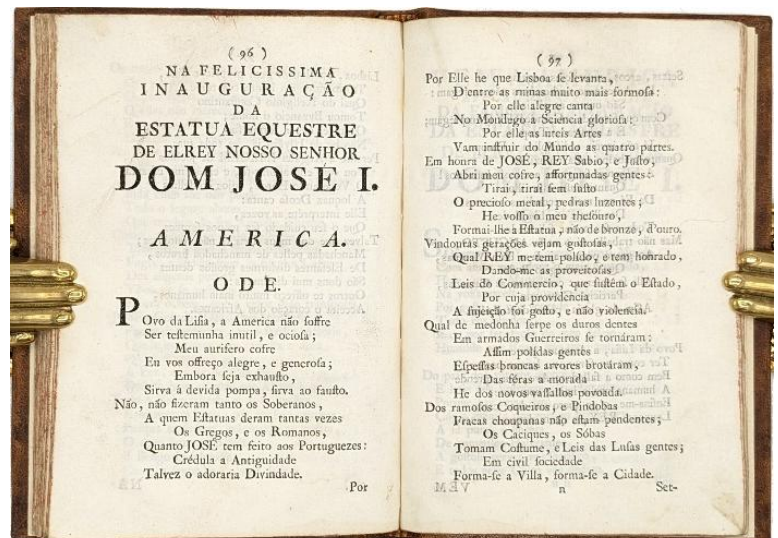 ( 96 )
NA FELICISSIMA
INAUGURAÇÃO
DA
ESTATUA EQUESTRE
DE ELREY NOSSO SENHOR
DOM JOSÉ I.
AMERICA.
ODE.
POvo da Lisia, a America não soffre
Ser testemunha inutil, e ociosa;
Meu aurifero cofre
Eu vos offreço alegre, e generosa;
Embora seja exhausto,
Sirva á devida pompa, sirva ao fausto.
Não, não fizeram tanto os Soberanos,
A quem Estatuas deram tantas vezes
Os Gregos, e os Romanos,
Quanto JOSÉ tem feito aos Portuguezes:
Crédula a Antiguidade
Talvez o adoraria Divindade.
Por
( 97 )
Por Elle he que Lisboa se levanta,
D'entre as ruinas muito mais formosa:
Por elle alegre canta
No Mondego a Sciencia gloriosa:
Por elle as uteis Artes
Vam instruir do Mundo as quatro partes.
Em honra de JOSÉ, REY Sabio, e Justo,
Abri meu cofre, affortunadas gentes:
Tirai, tirai sem susto
O precioso metal, pedras luzentes;
He vosso o meu thesouro,
Formai-lhe a Estatua, não de bronze, d'ouro.
Vindouras gerações vejam gostosas,
Qual REY me tem polido, e tem honrado,
Dando-me as proveitosas
Leis do Commercio, que sustêm o Estado,
Por cuja providencia
A sujeição foi gosto, e não violencia.
Qual de medonha serpe os duros dentes
Em armados Guerreiros se tornáram:
Assim polidas gentes
Espessas broncas arvores brotáram,
Das féras a morada
He dos novos vassallos povoada.
Dos ramosos Coqueiros, e Pindobas
Fracas choupanas não estam pendentes;
Os Caciques, os Sóbas
Tomam Costume, e Leis das Lusas gentes;
Em civil sociedade
Forma-se a Villa, forma-se a Cidade.
n
Set-